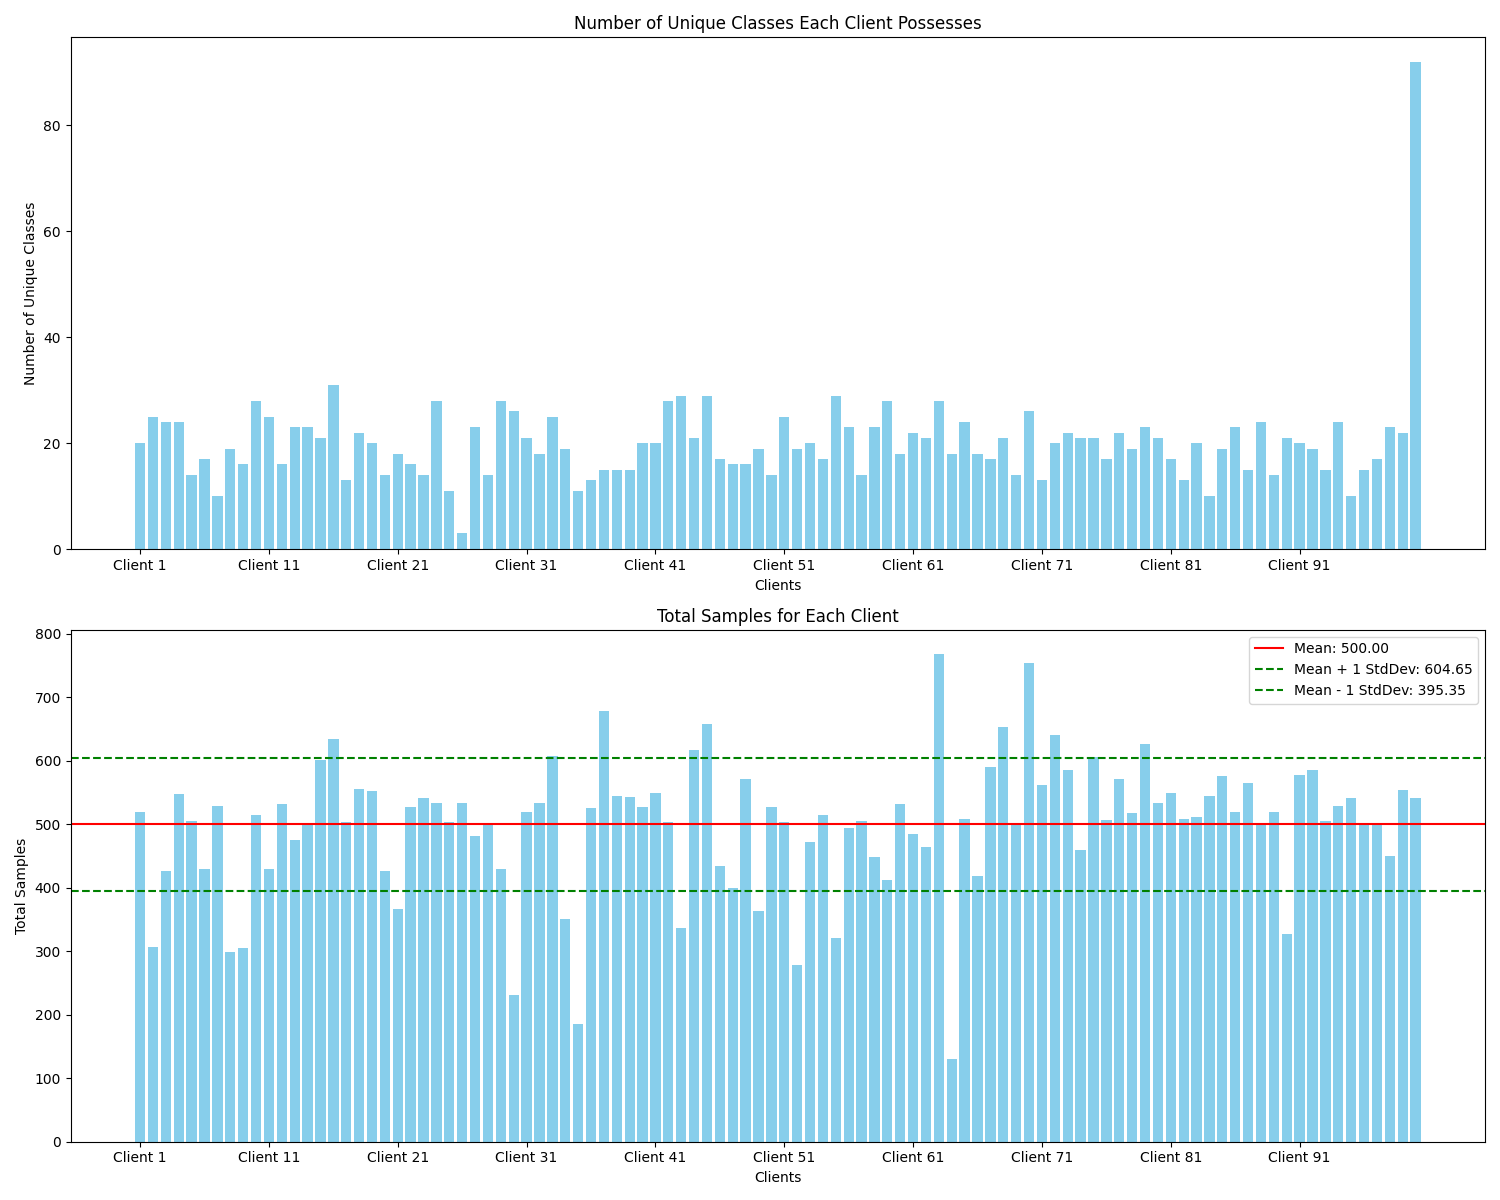 Number of Unique Classes Each Client Possesses
Number of Unique Classes
80
60
40
20
0
Client 1 Client 11 Client 21 Client 31 Client 41 Client 51 Client 61 Client 71 Client 81 Client 91
Clients
Total Samples for Each Client
Total Samples
800
700
600
500
400
300
200
100
0
Mean: 500.00
Mean + 1 StdDev: 604.65
Mean - 1 StdDev: 395.35
Client 1 Client 11 Client 21 Client 31 Client 41 Client 51 Client 61 Client 71 Client 81 Client 91
Clients